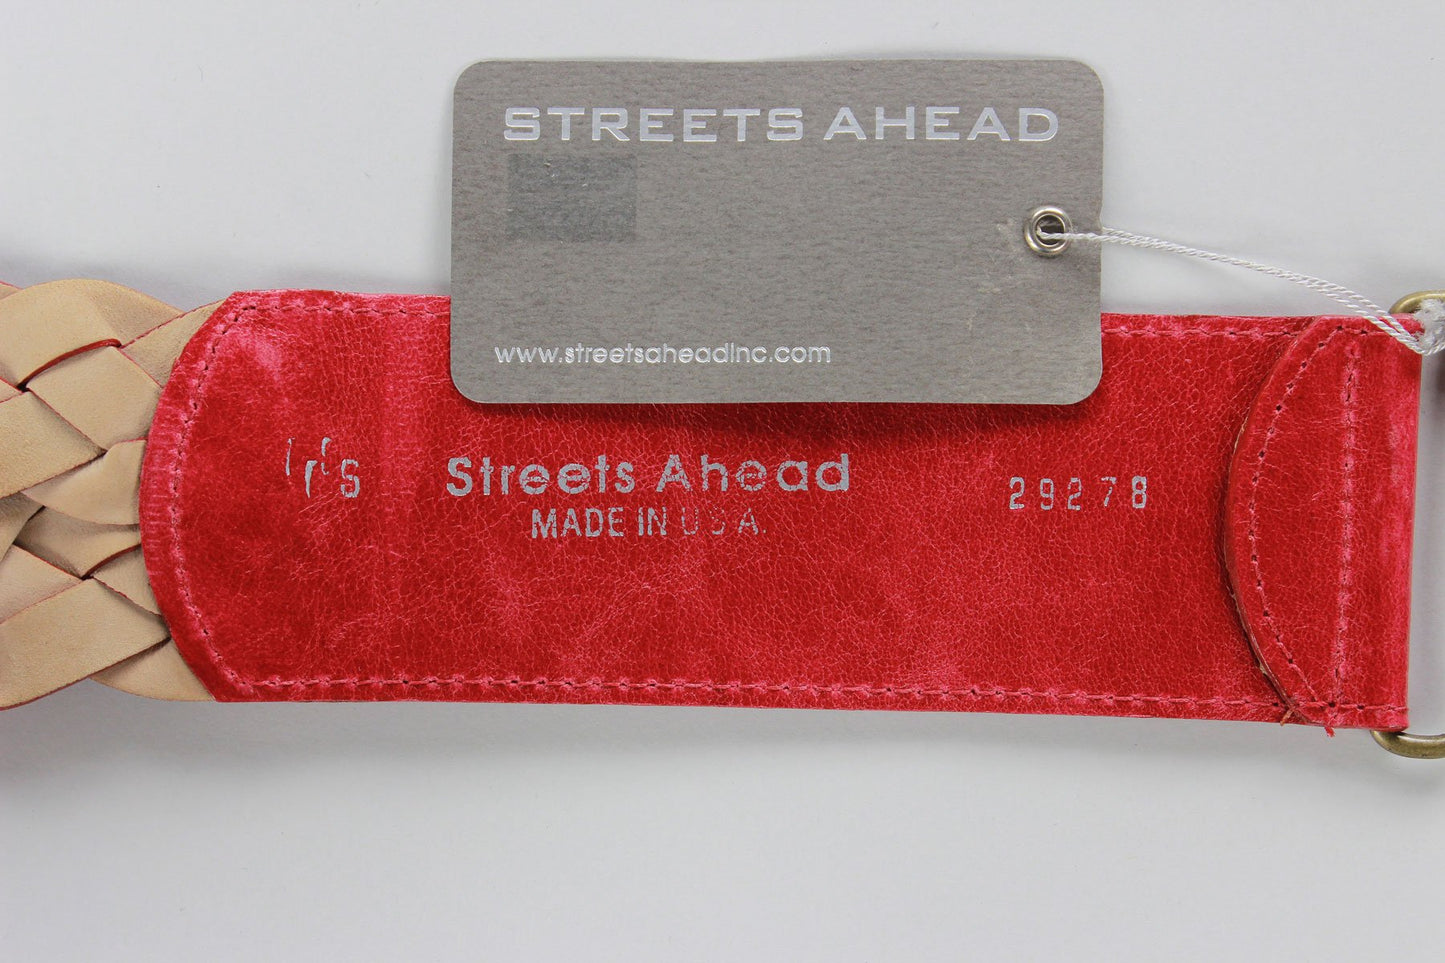 STREETS AHEAD
www.streetsaheadinc.com
Streets Ahead
MADE IN U.S.A.
29278